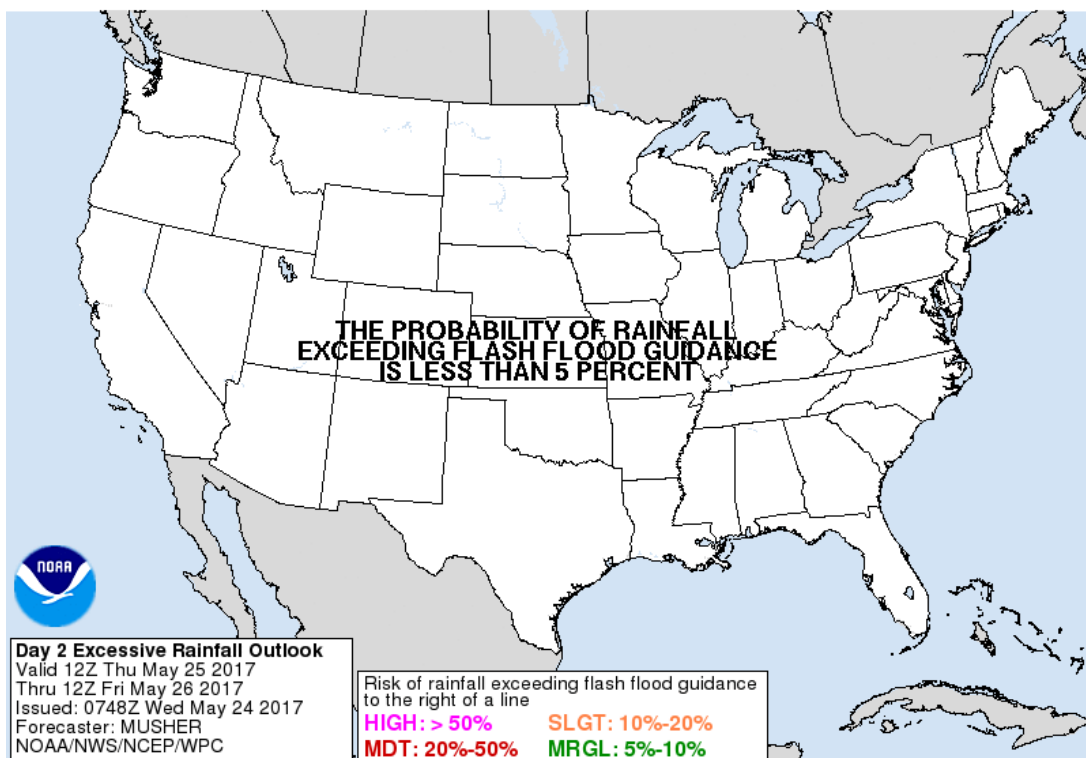 THE PROBABILITY OF RAINFALL
EXCEEDING FLASH FLOOD GUIDANCE
IS LESS THAN 5 PERCENT
NOAA
Day 2 Excessive Rainfall Outlook
Valid 12Z Thu May 25 2017
Thru 12Z Fri May 26 2017
Issued: 0748Z Wed May 24 2017
Forecaster: MUSHER
NOAA/NWS/NCEP/WPC
Risk of rainfall exceeding flash flood guidance
to the right of a line
HIGH: > 50% SLGT: 10%-20%
MDT: 20%-50% MRGL: 5%-10%